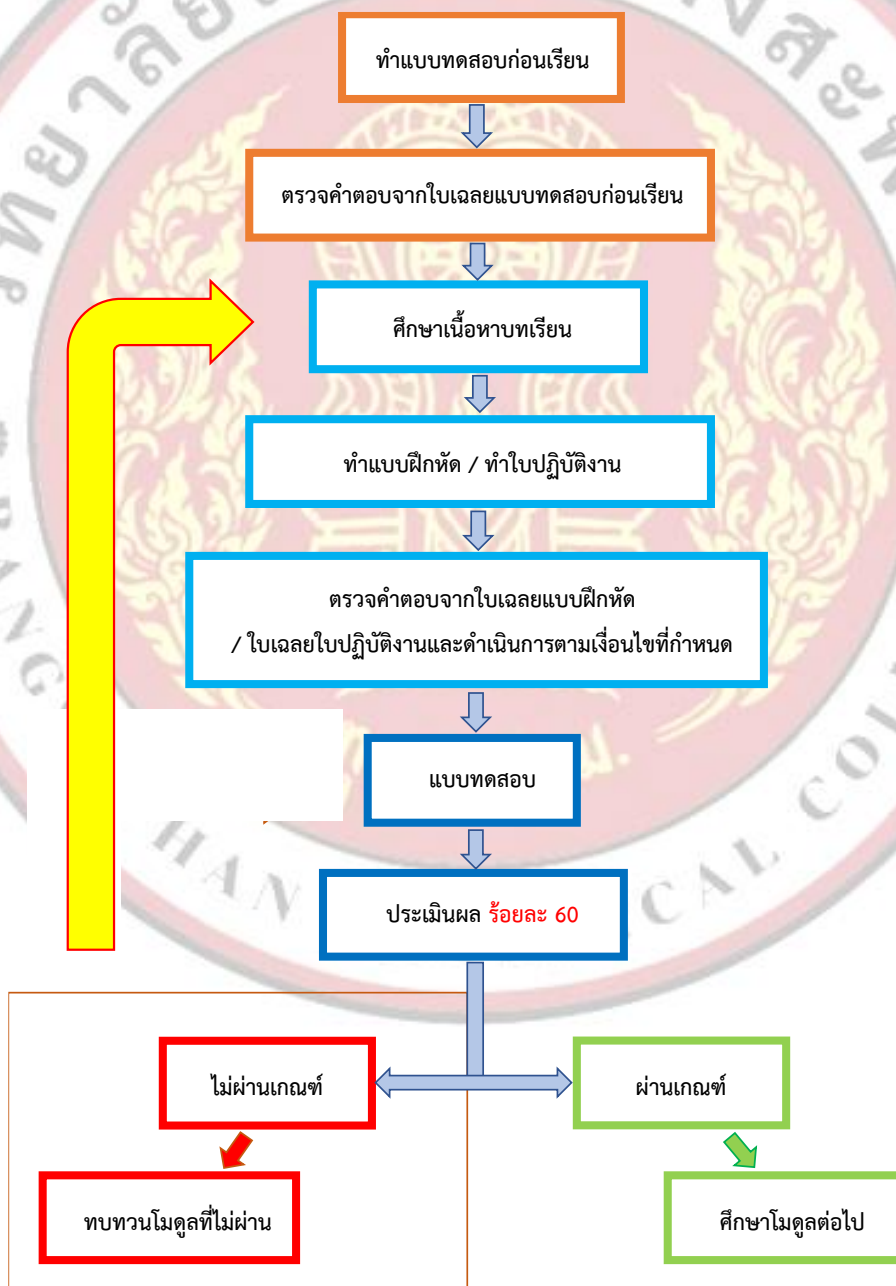 ทำแบบทดสอบก่อนเรียน
ตรวจคำตอบจากใบเฉลยแบบทดสอบก่อนเรียน
ศึกษาเนื้อหาบทเรียน
ทำแบบฝึกหัด / ทำใบปฏิบัติงาน
ตรวจคำตอบจากใบเฉลยแบบฝึกหัด
/ ใบเฉลยใบปฏิบัติงานและดำเนินการตามเงื่อนไขที่กำหนด
แบบทดสอบ
ประเมินผล ร้อยละ 60
ไม่ผ่านเกณฑ์
ผ่านเกณฑ์
ทบทวนโมดูลที่ไม่ผ่าน
ศึกษาโมดูลต่อไป